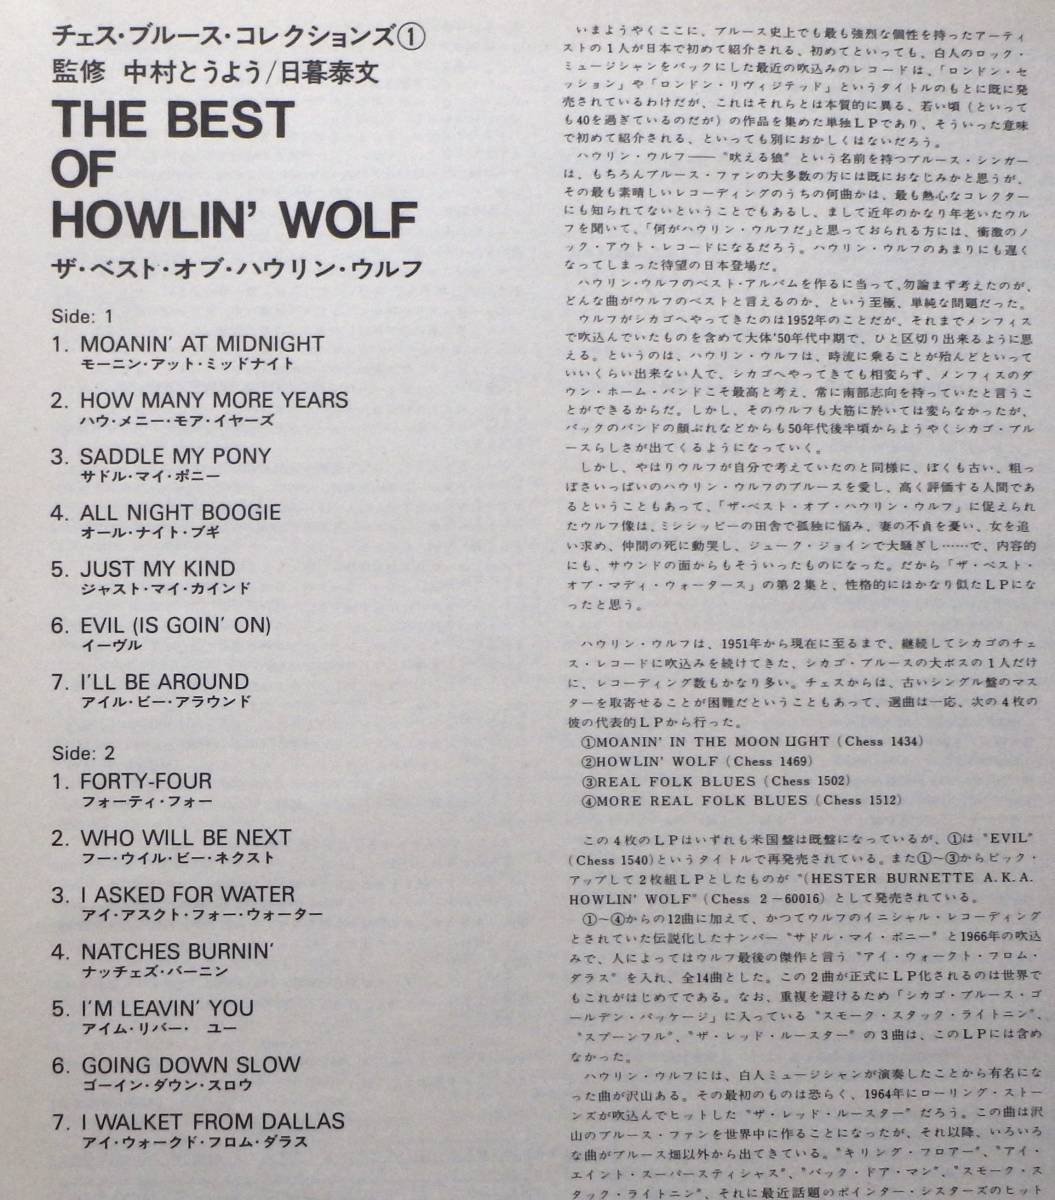 チェス・ブルース・コレクションズ①
監修 中村とうよう/日暮泰文
THE BEST
OF
HOWLIN' WOLF
ザ・ベスト・オブ・ハウリン・ウルフ
Side: 1
1. MOANIN' AT MIDNIGHT
モーニン・アット・ミッドナイト
2. HOW MANY MORE YEARS
ハウ・メニー・モア・イヤーズ
3. SADDLE MY PONY
サドル・マイ・ポニー
4. ALL NIGHT BOOGIE
オール・ナイト・ブギ
5. JUST MY KIND
ジャスト・マイ・カインド
6. EVIL (IS GOIN' ON)
イーヴル
7. I'LL BE AROUND
アイル・ビー・アラウンド
Side: 2
1. FORTY-FOUR
フォーティ・フォー
2. WHO WILL BE NEXT
フー・ウイル・ビー・ネクスト
3. I ASKED FOR WATER
アイ・アスクト・フォー・ウォーター
4. NATCHES BURNIN'
ナッチェズ・バーニン
5. I'M LEAVIN' YOU
アイム・リバー・ ユー
6. GOING DOWN SLOW
ゴーイン・ダウン・スロウ
7. I WALKET FROM DALLAS
アイ・ウォークド・フロム・ダラス
いまようやくここに、ブルース史上でも最も強烈な個性を持ったアーティ
ストの1人が日本で初めて紹介される、初めてといっても、白人のロック・
ミュージシャンをバックにした最近の吹込みのレコードは、「ロンドン・セ
ッション」や「ロンドン・リヴィジテッド」というタイトルのもとに既に発
売されているわけだが、これはそれらとは本質的に異る、若い頃(といって
も40を過ぎているのだが)の作品を集めた単独LPであり、そういった意味
で初めて紹介される、といっても別におかしくはないだろう。
ハウリン・ウルフ――"吠える狼"という名前を持つブルース・シンガー
は、もちろんブルース・ファンの大多数の方には既におなじみかと思うが、
その最も素晴しいレコーディングのうちの何曲かは、最も熱心なコレクター
にも知られてないということでもあるし、まして近年のかなり年老いたウル
フを聞いて、「何がハウリン・ウルフだ」と思っておられる方には、衝激のノ
ック・アウト・レコードになるだろう。ハウリン・ウルフのあまりにも遅く
なってしまった待望の日本登場だ。
ハウリン・ウルフのベスト・アルバムを作るに当って、勿論まず考えたのが、
どんな曲がウルフのベストと言えるのか、という至極、単純な問題だった。
ウルフがシカゴへやってきたのは1952年のことだが、それまでメンフィス
で吹込んでいたものを含めて大体'50年代中期で、ひと区切り出来るように思
える。というのは、ハウリン・ウルフは、時流に乗ることが殆んどといって
いいくらい出来ない人で、シカゴへやってきても相変らず、メンフィスのダ
ウン・ホーム・バンドこそ最高と考え、常に南部志向を持っていたと言うこ
とができるからだ。しかし、そのウルフも大筋に於いては変らなかったが、
バックのバンドの顔ぶれなどからも50年代後半頃からようやくシカゴ・ブル
ースらしさが出てくるようになっていく。
しかし、やはりウルフが自分で考えていたのと同様に、ぼくも古い、粗っ
ぽさいっぱいのハウリン・ウルフのブルースを愛し、高く評価する人間であ
るということもあって、「ザ・ベスト・オブ・ハウリン・ウルフ」に促えられ
たウルフ像は、ミシシッピーの田舎で孤独に悩み、妻の不貞を憂い、女を追
い求め、仲間の死に動哭し、ジューク・ジョインで大騒ぎし……で、内容的
にも、サウンドの面からもそういったものになった。だから「ザ・ベスト・
オブ・マディ・ウォータース」の第2集と、性格的にはかなり似たLPにな
ったと思う。
ハウリン・ウルフは、1951年から現在に至るまで、継続してシカゴのチェ
ス・レコードに吹込みを続けてきた、シカゴ・ブルースの大ボスの1人だけ
に、レコーディング数もかなり多い。チェスからは、古いシングル盤のマス
ターを取寄せることが困難だということもあって、選曲は一応、次の4枚の
彼の代表的LPから行った。
①MOANIN' IN THE MOON LIGHT (Chess 1434)
②HOWLIN' WOLF (Chess 1469)
③REAL FOLK BLUES (Chess 1502)
④MORE REAL FOLK BLUES (Chess 1512)
この4枚のLPはいずれも米国盤は既盤になっているが、①は"EVIL"
(Chess 1540)というタイトルで再発売されている。また①~③からピック・
アップして2枚組LPとしたものが"(HESTER BURNETTE A.K.A.
HOWLIN' WOLF" (Chess 2-60016) として発売されている。
①~④からの12曲に加えて、かつてウルフのイニシャル・レコーディング
とされていた伝説化したナンバー"サドル・マイ・ポニー"と1966年の吹込
みで、人によってはウルフ最後の傑作と言う"アイ・ウォークト・フロム・
ダラス"を入れ、全14曲とした。この2曲が正式にLP化されるのは世界で
もこれがはじめてである。なお、重複を避けるため「シカゴ・ブルース・ゴ
ールデン・パッケージ」に入っている"スモーク・スタック・ライトニン"、
"スプーンフル"、"ザ・レッド・ルースター"の3曲は、このLPには含め
なかった。
ハウリン・ウルフには、白人ミュージシャンが演奏したことから有名にな
った曲が沢山ある。その最初のものは恐らく、1964年にローリング・ストー
ンズが吹込んでヒットした"ザ・レッド・ルースター"だろう。この曲は沢
山のブルース・ファンを世界中に作ることになったが、それ以降、いろいろ
な曲がブルース畑以外から出てきている。"キリング・フロアー"、"アイ・
エイント・スーパースティシャス"、"バック・ドア・マン"、"スモーク・ス
タック・ライトニン"、それに最近話題のポインター・シスターズのヒット